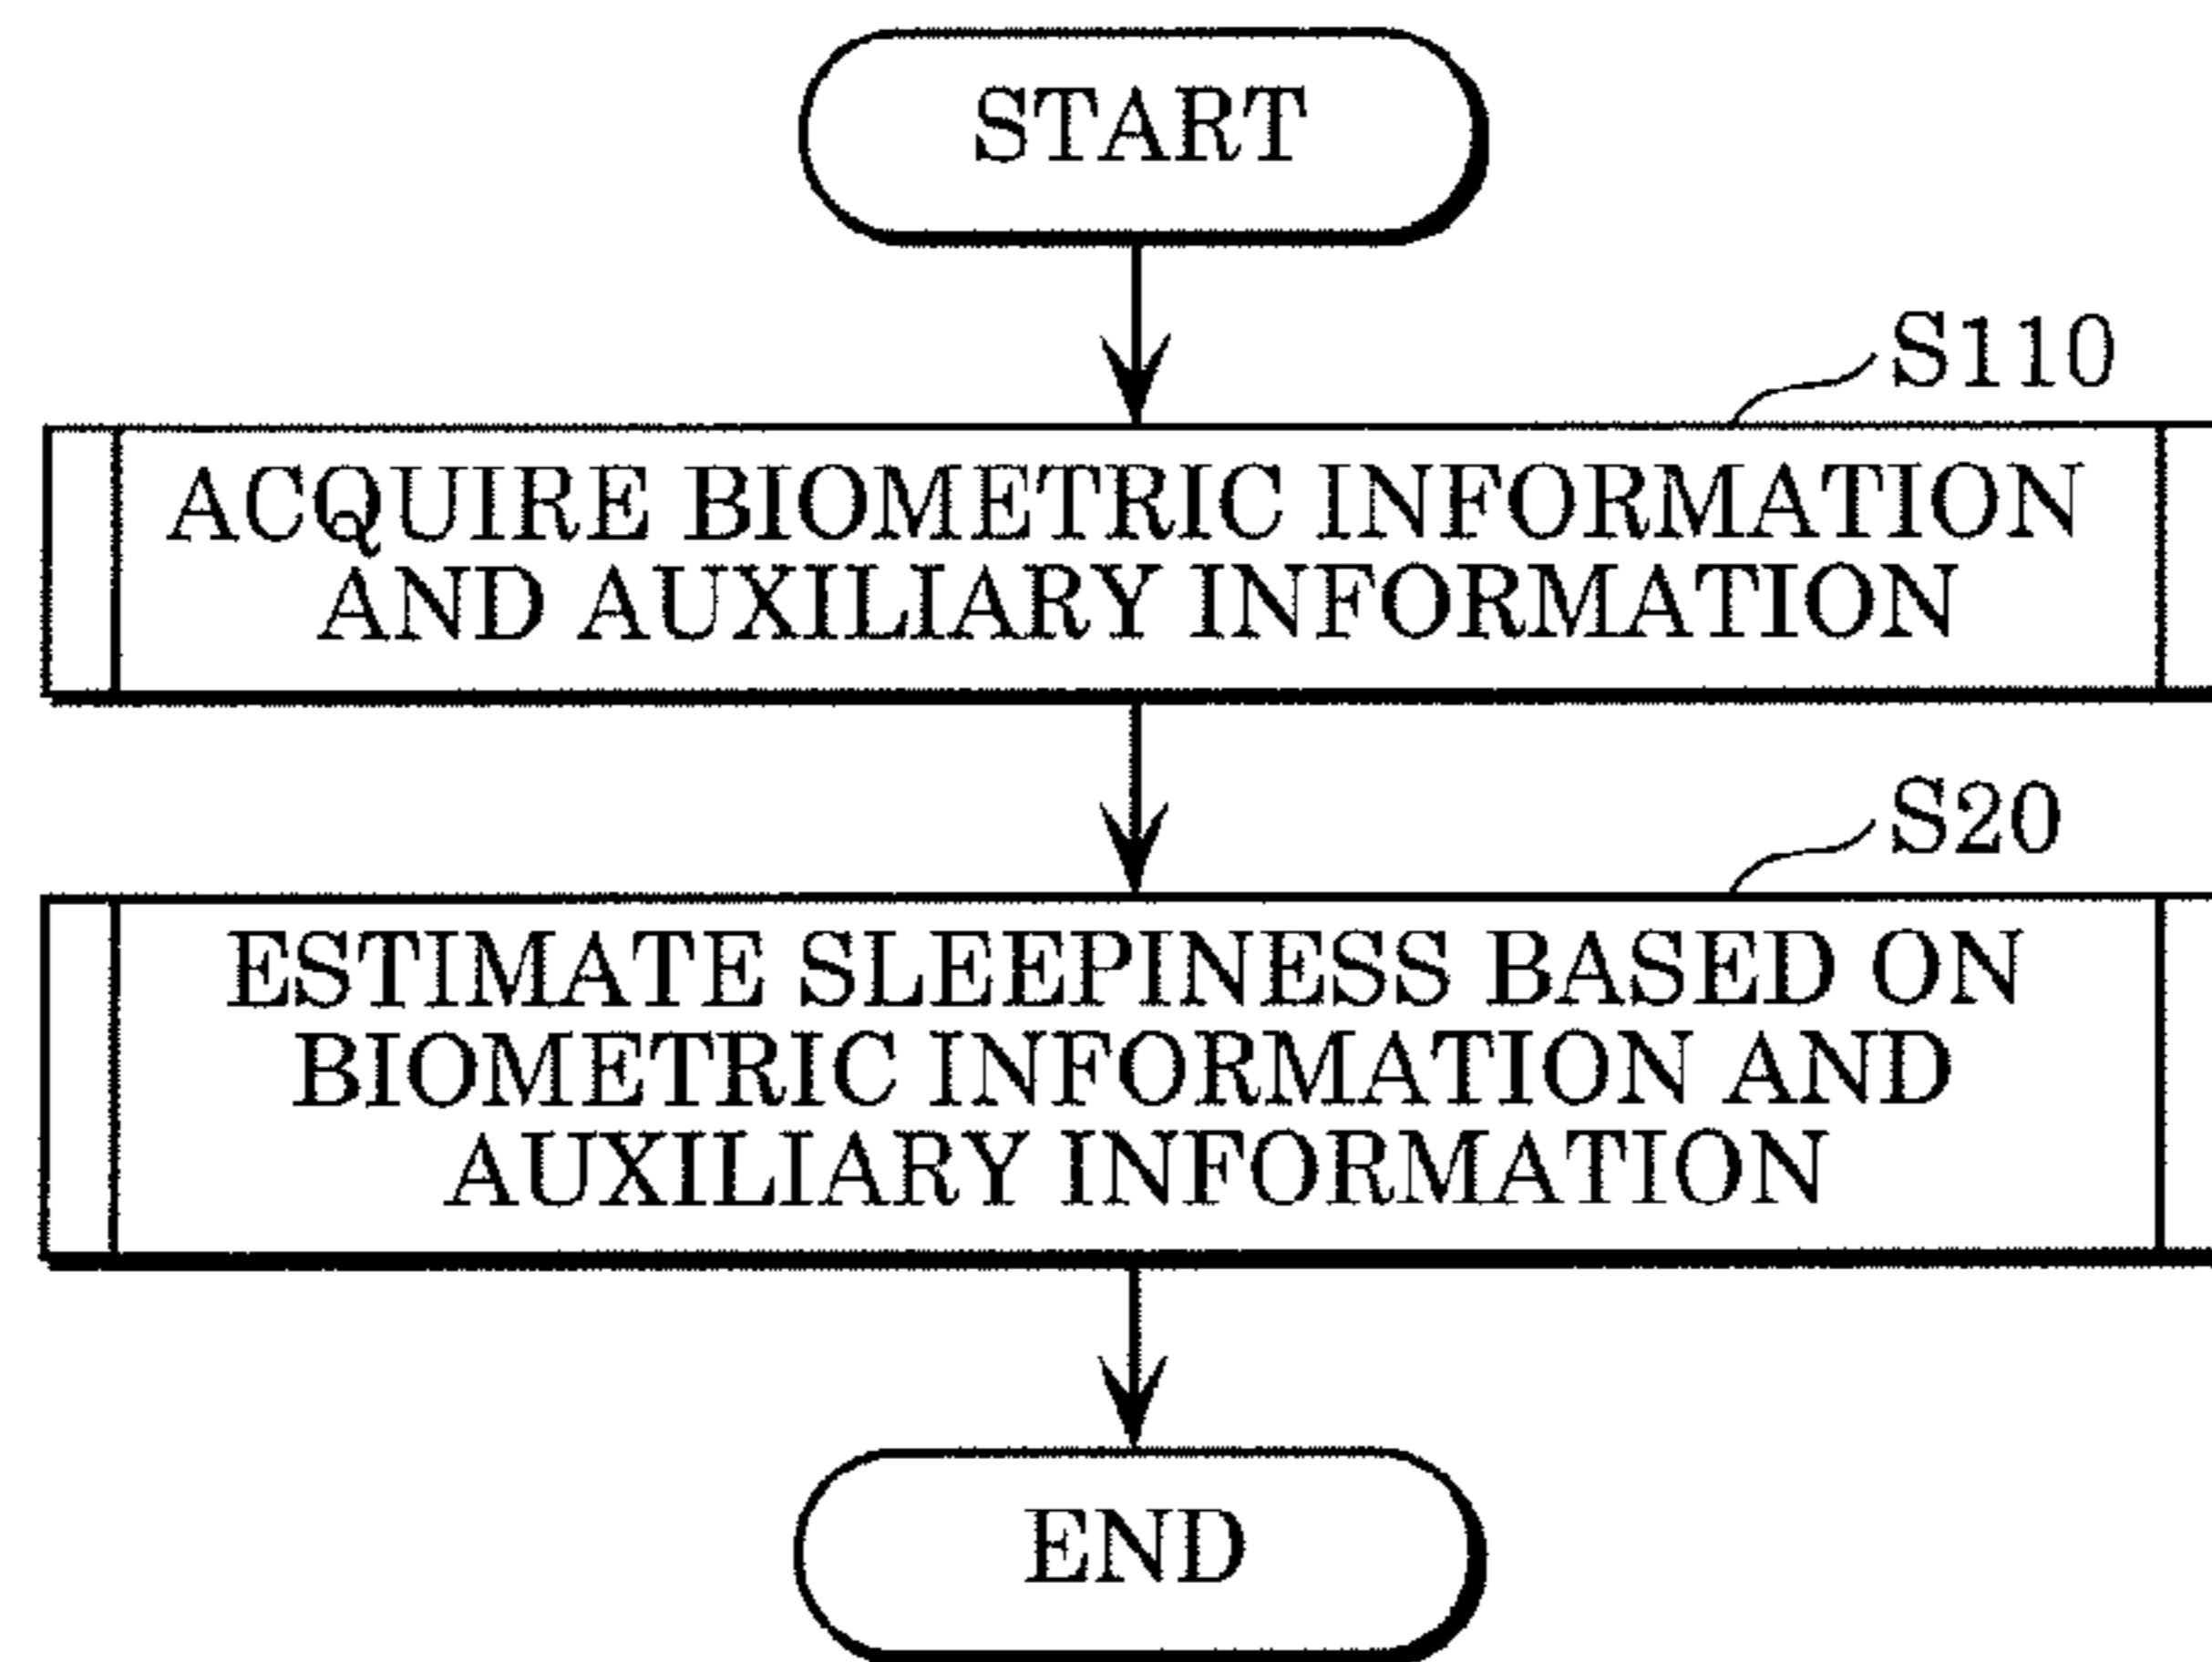 START
S110
ACQUIRE BIOMETRIC INFORMATION
AND AUXILIARY INFORMATION
S20
ESTIMATE SLEEPINESS BASED ON
BIOMETRIC INFORMATION AND
AUXILIARY INFORMATION
END